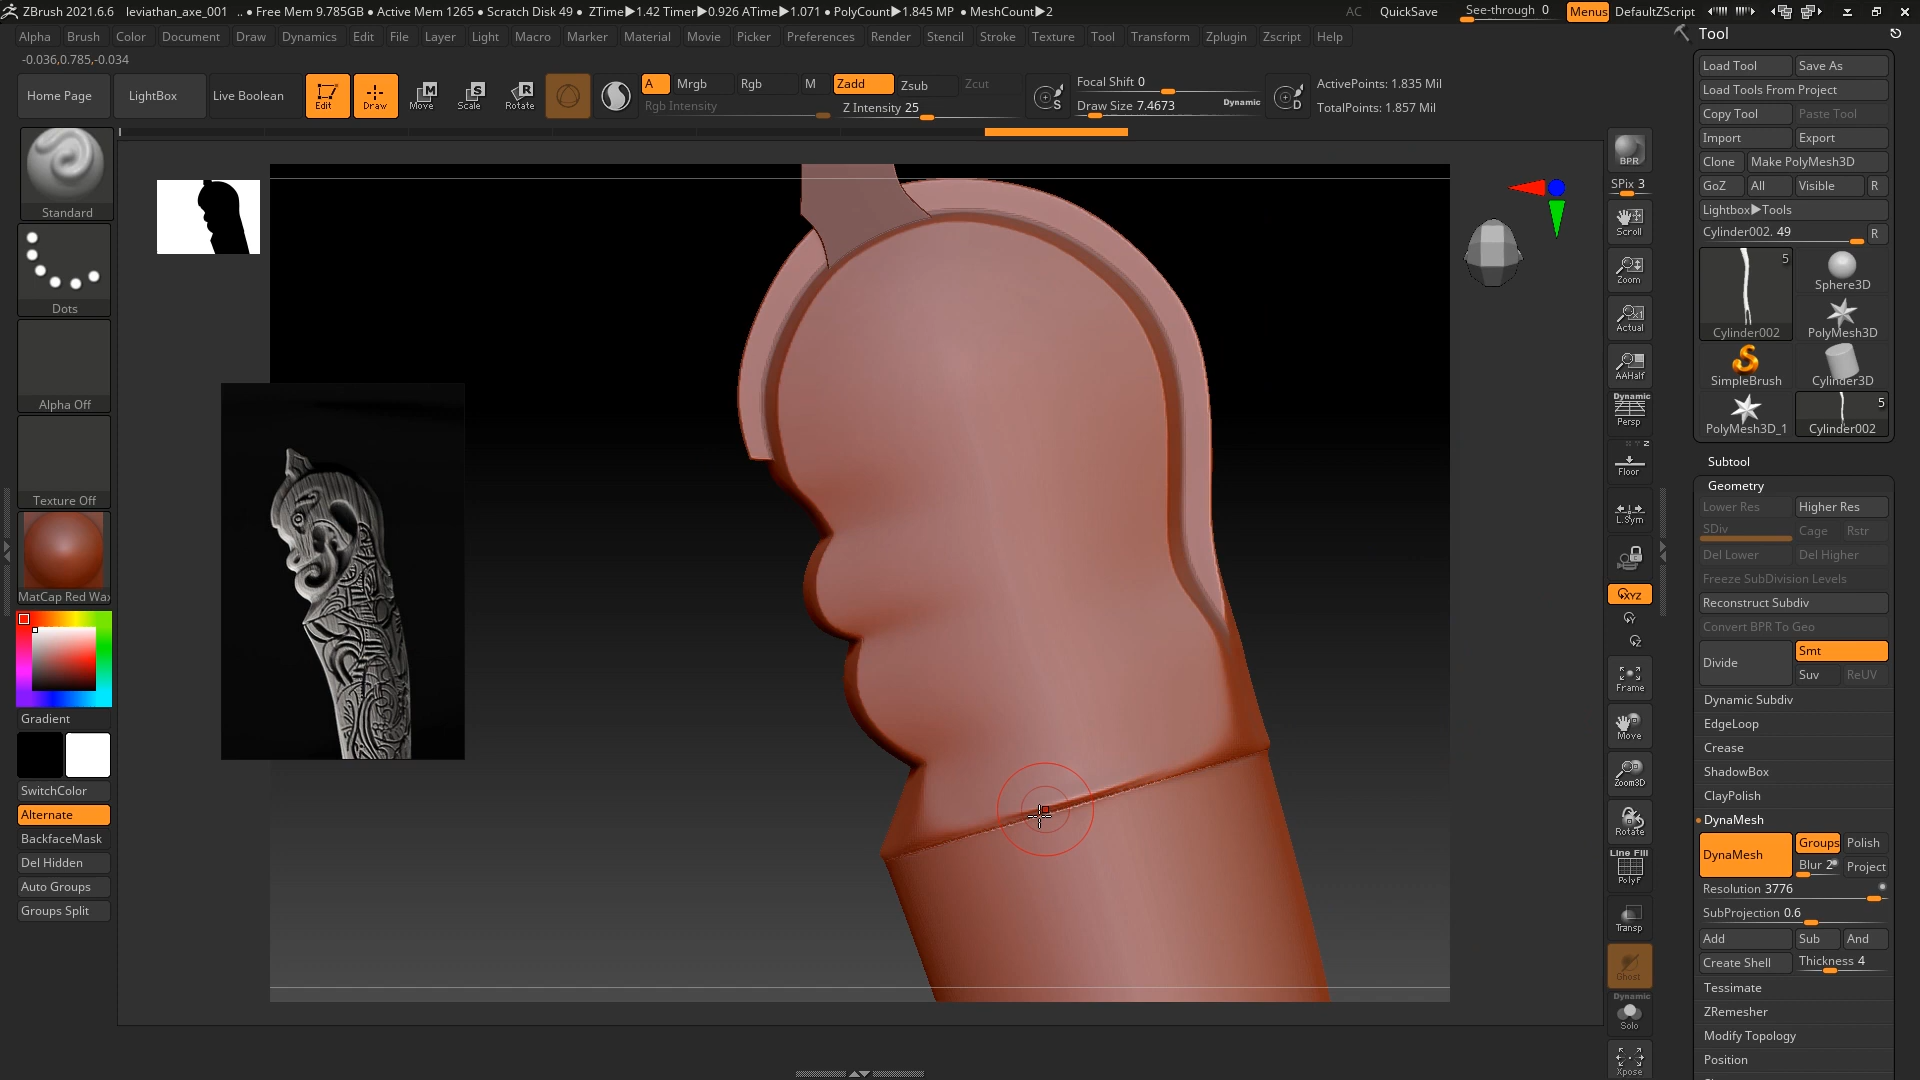 ZBrush 2021.6.6 leviathan_axe_001 .. ● Free Mem 9.785GB ● Active Mem 1265 ● Scratch Disk 49 ● ZTime▶1.42 Timer▶0.926 ATime▶1.071 ● PolyCount▶1.845 MP ● MeshCount▶2
AC QuickSave See-through 0 Menus DefaultZScript
Alpha Brush Color Document Draw Dynamics Edit File Layer Light Macro Marker Material Movie Picker Preferences Render Stencil Stroke Texture Tool Transform Zplugin Zscript Help
-0.036,0.785,-0.034
Home Page LightBox Live Boolean Edit Draw Move Scale Rotate
A Mrgb Rgb M Zadd Zsub Zcut
Rgb Intensity Z Intensity 25
S Focal Shift 0
Draw Size 7.4673 Dynamic D
ActivePoints: 1.835 Mil
TotalPoints: 1.857 Mil
Standard
Dots
Alpha Off
Texture Off
MatCap Red Wax
Gradient
SwitchColor
Alternate
BackfaceMask
Del Hidden
Auto Groups
Groups Split
BPR
SPix 3
Scroll
Zoom
Actual
AAHalf
Dynamic
Persp
Floor
L.Sym
XYZ
Y
Z
Frame
Move
Zoom3D
Rotate
Line Fill
PolyF
Transp
Ghost
Dynamic
Solo
Xpose
Tool
Load Tool Save As
Load Tools From Project
Copy Tool Paste Tool
Import Export
Clone Make PolyMesh3D
GoZ All Visible R
Lightbox▶Tools
Cylinder002. 49 R
5
Cylinder002 Sphere3D
PolyMesh3D
SimpleBrush Cylinder3D
5
PolyMesh3D_1 Cylinder002
Subtool
Geometry
Lower Res Higher Res
SDiv Cage Rstr
Del Lower Del Higher
Freeze SubDivision Levels
Reconstruct Subdiv
Convert BPR To Geo
Divide Smt
Suv ReUV
Dynamic Subdiv
EdgeLoop
Crease
ShadowBox
ClayPolish
DynaMesh
DynaMesh Groups Polish
Blur 2 Project
Resolution 3776
SubProjection 0.6
Add Sub And
Create Shell Thickness 4
Tessimate
ZRemesher
Modify Topology
Position